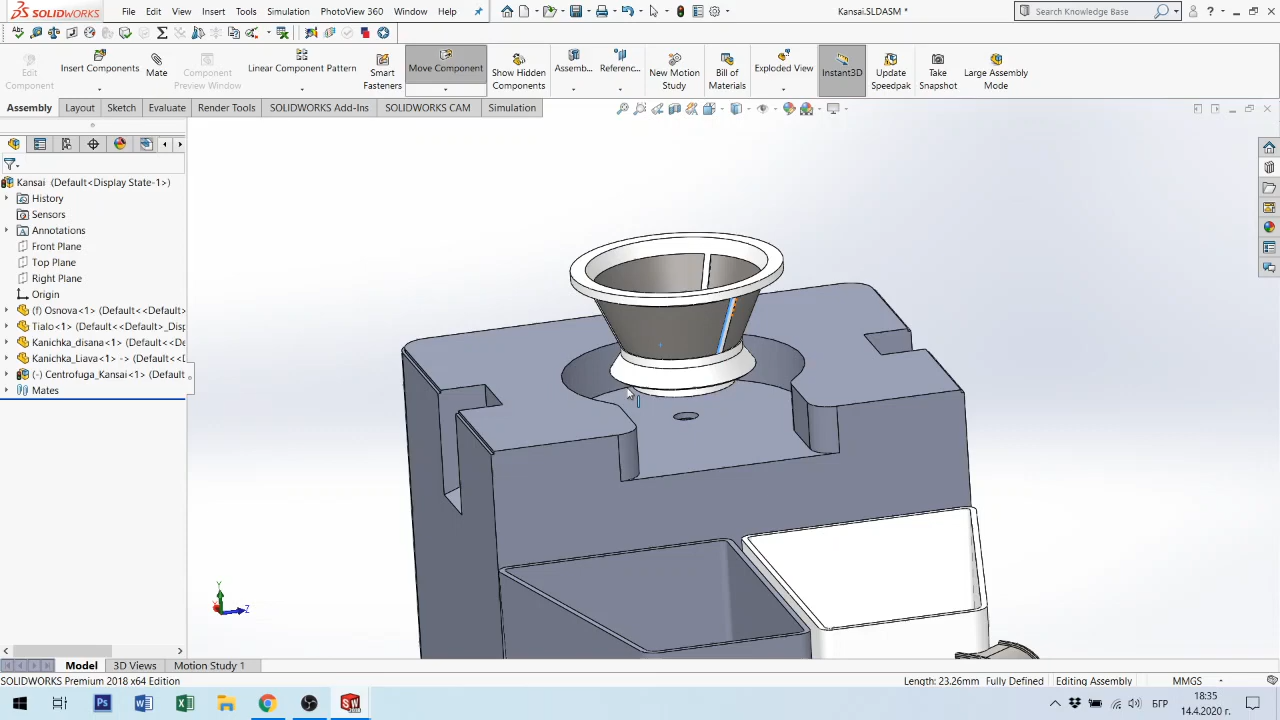 SOLIDWORKS File Edit View Insert Tools Simulation PhotoView 360 Window Help Kansai.SLDASM * Search Knowledge Base
Edit Component
Insert Components
Mate
Component Preview Window
Linear Component Pattern
Smart Fasteners
Move Component
Show Hidden Components
Assemb...
Referenc...
New Motion Study
Bill of Materials
Exploded View
Instant3D
Update Speedpak
Take Snapshot
Large Assembly Mode
Assembly Layout Sketch Evaluate Render Tools SOLIDWORKS Add-Ins SOLIDWORKS CAM Simulation
Kansai (Default<Display State-1>)
History
Sensors
Annotations
Front Plane
Top Plane
Right Plane
Origin
(f) Osnova<1> (Default<<Default>
Tialo<1> (Default<<Default>_Disp
Kanichka_disana<1> (Default<<De
Kanichka_Liava<1> -> (Default<<D
(-) Centrofuga_Kansai<1> (Default
Mates
Y
Z
Model 3D Views Motion Study 1
SOLIDWORKS Premium 2018 x64 Edition Length: 23.26mm Fully Defined Editing Assembly MMGS
БГР
18:35
14.4.2020 г.